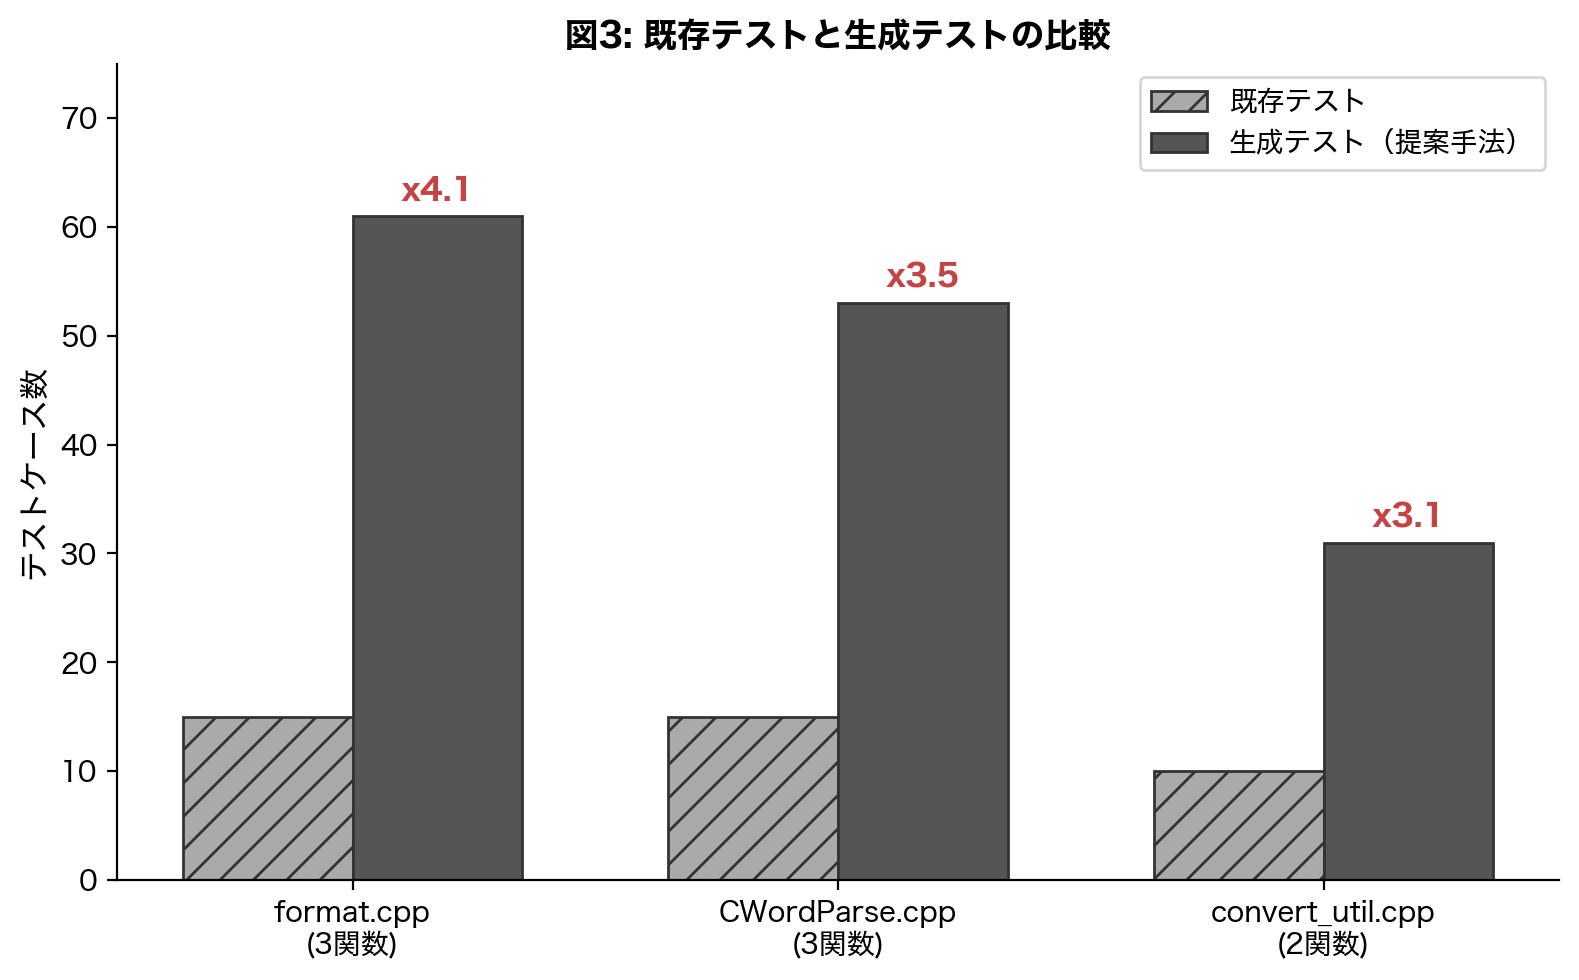 図3: 既存テストと生成テストの比較
既存テスト
生成テスト（提案手法）
テストケース数
70
60
50
40
30
20
10
0
x4.1
x3.5
x3.1
format.cpp
(3関数)
CWordParse.cpp
(3関数)
convert_util.cpp
(2関数)